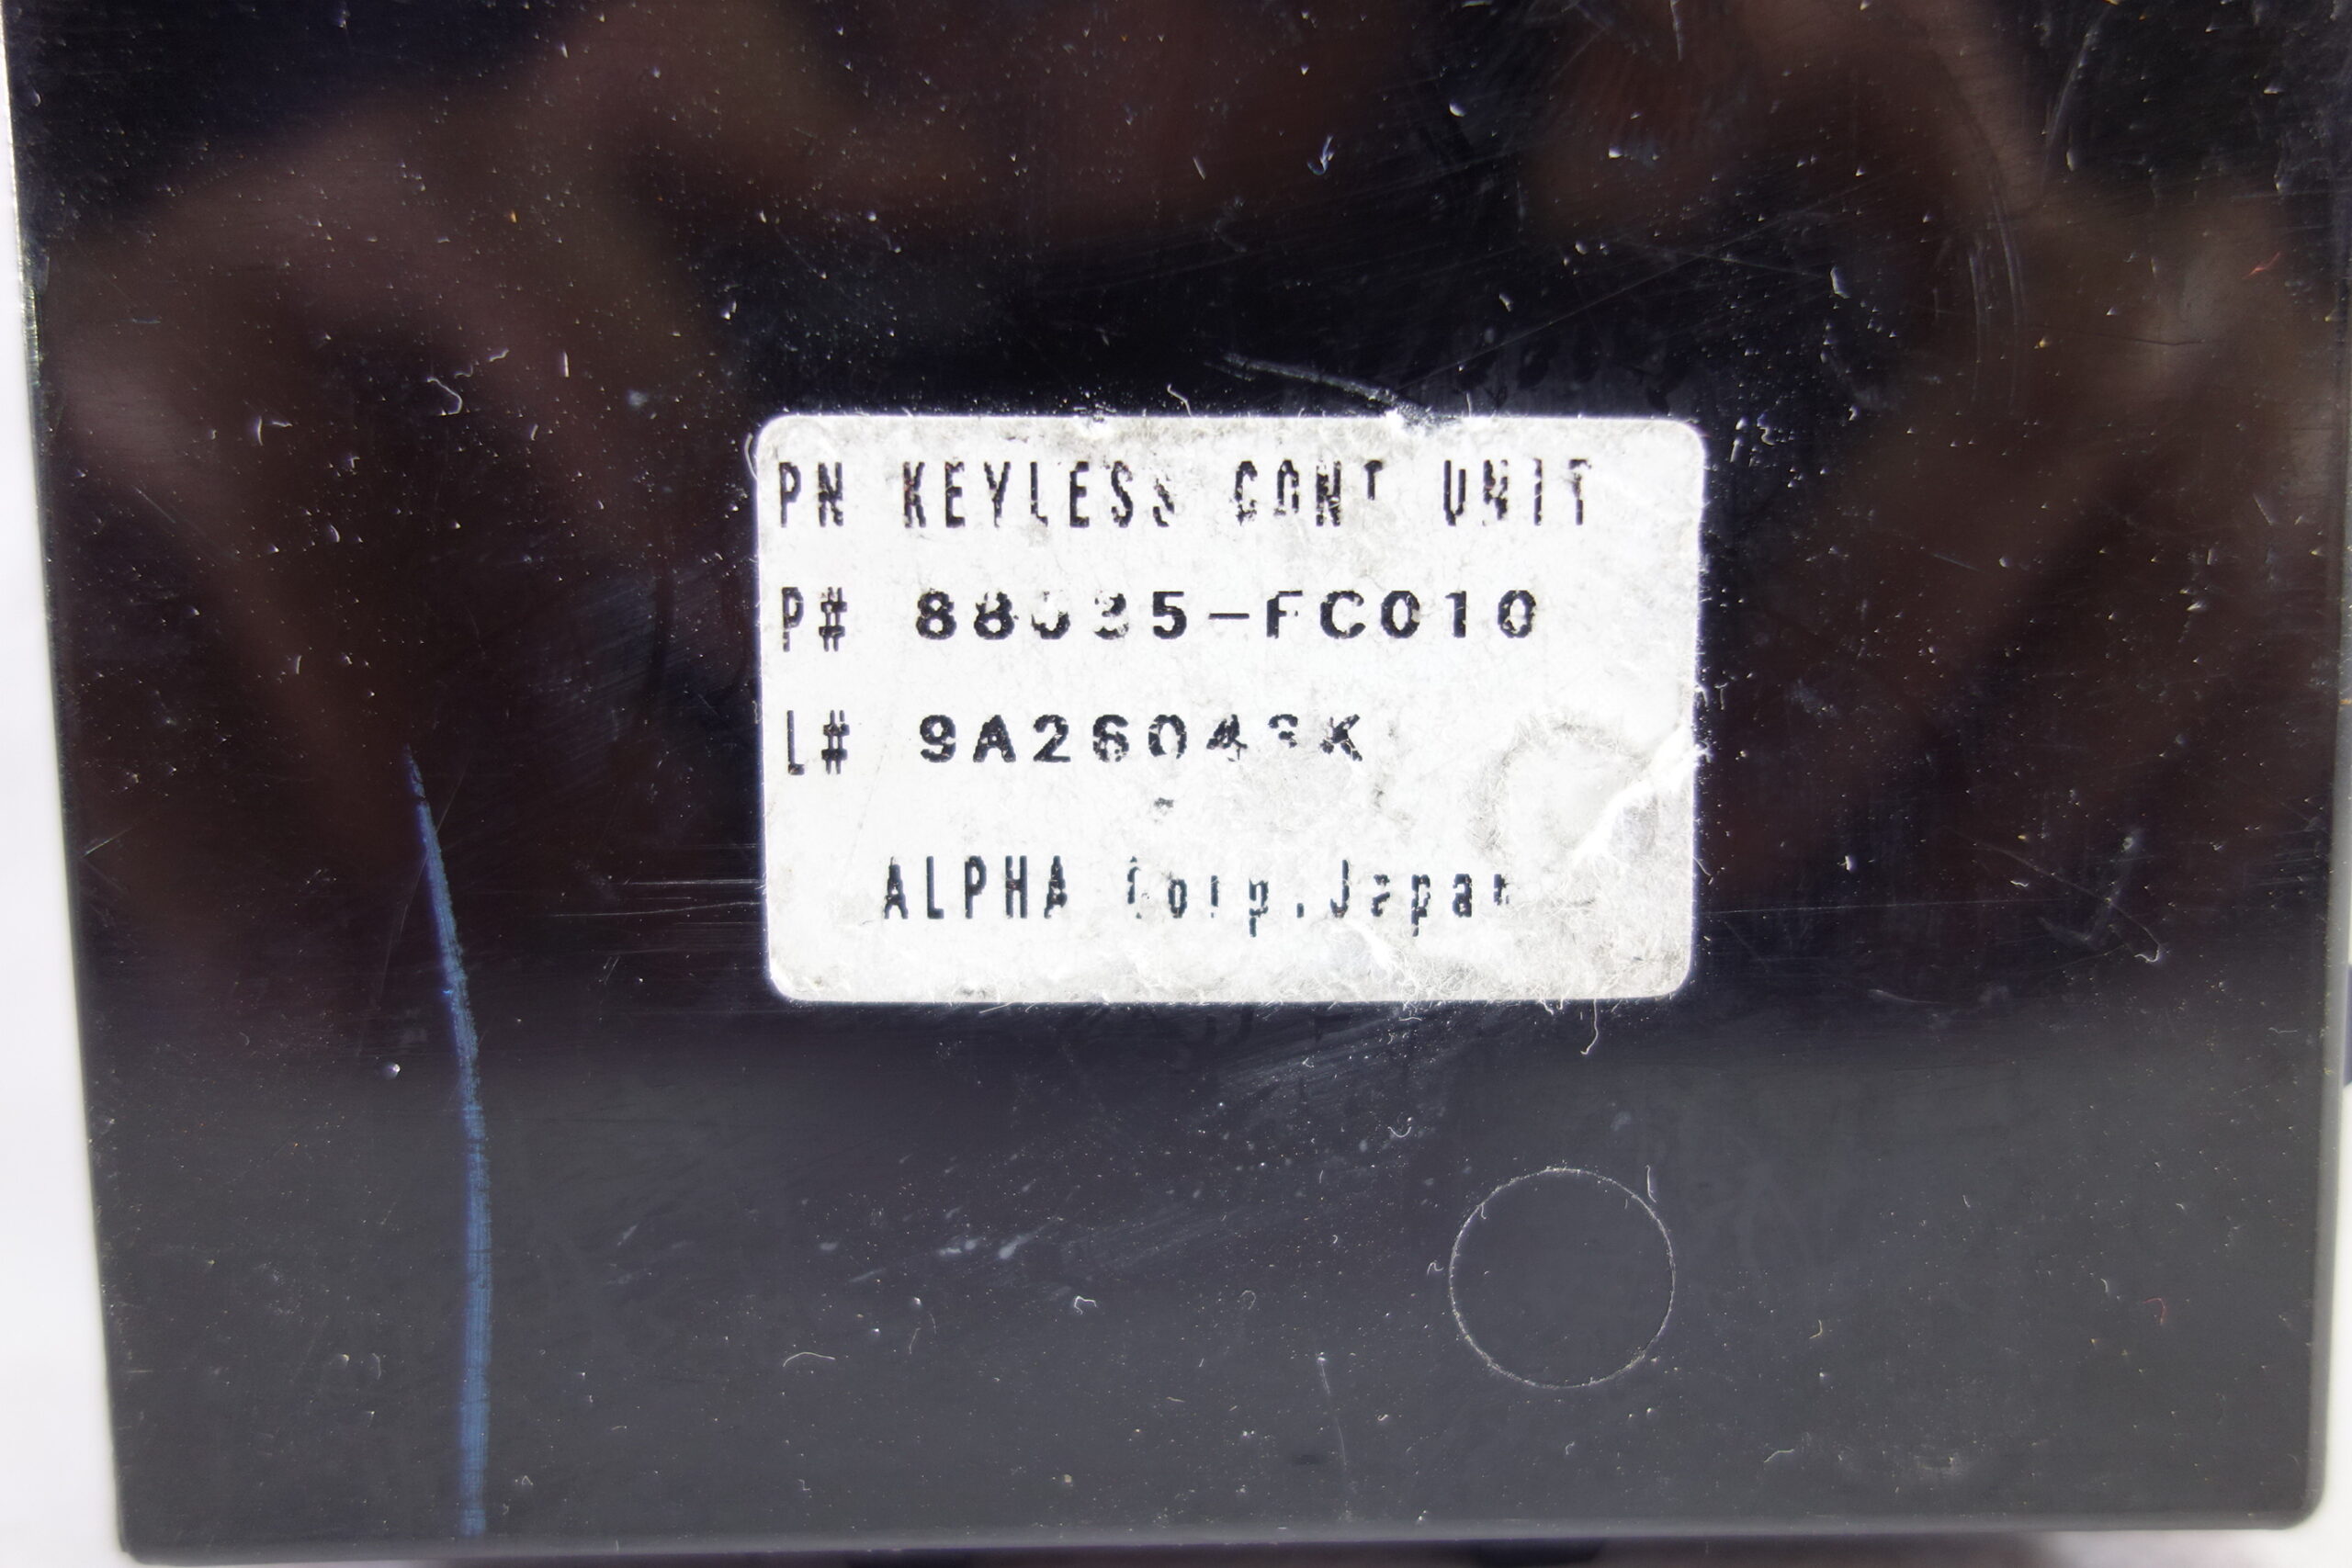 PN KEYLESS CONT UNIT
P# 88035-FC010
L#
ALPHA Corp.Japan